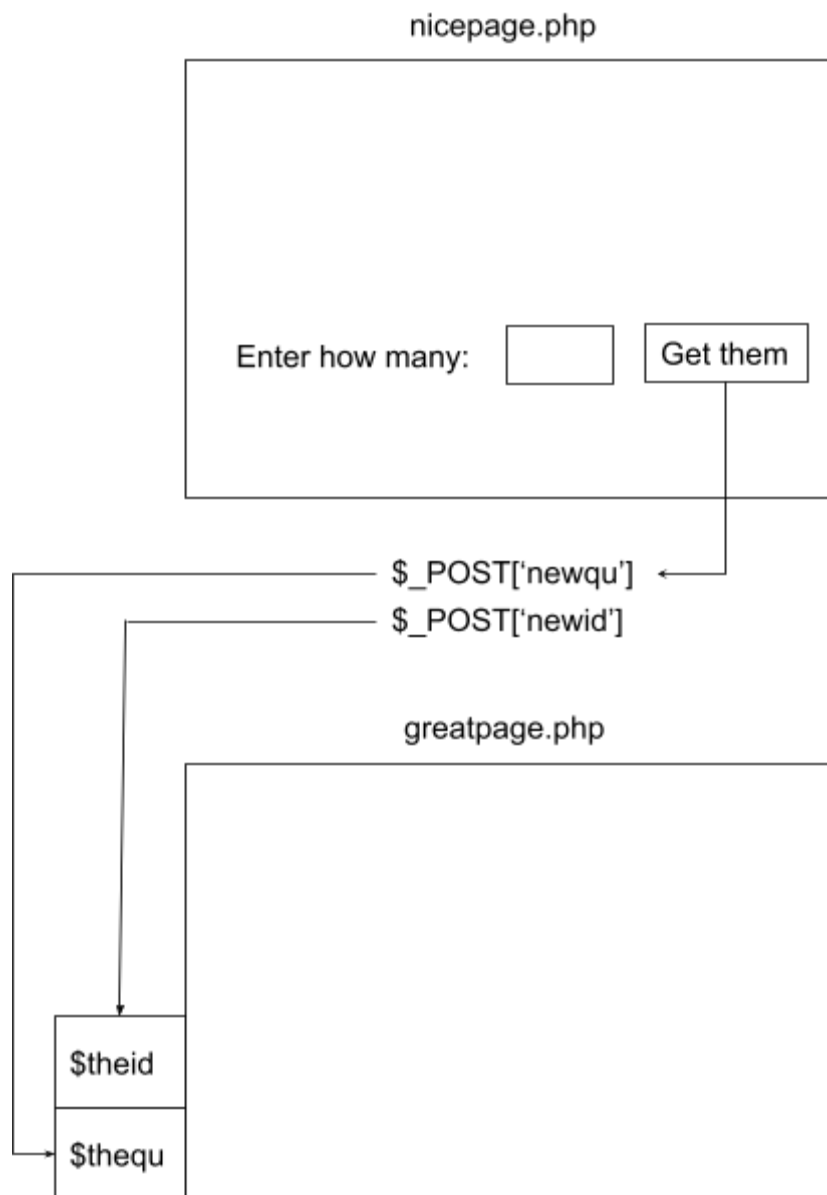 nicepage.php
Enter how many: Get them
$_POST[‘newqu’]
$_POST[‘newid’]
greatpage.php
$theid
$thequ